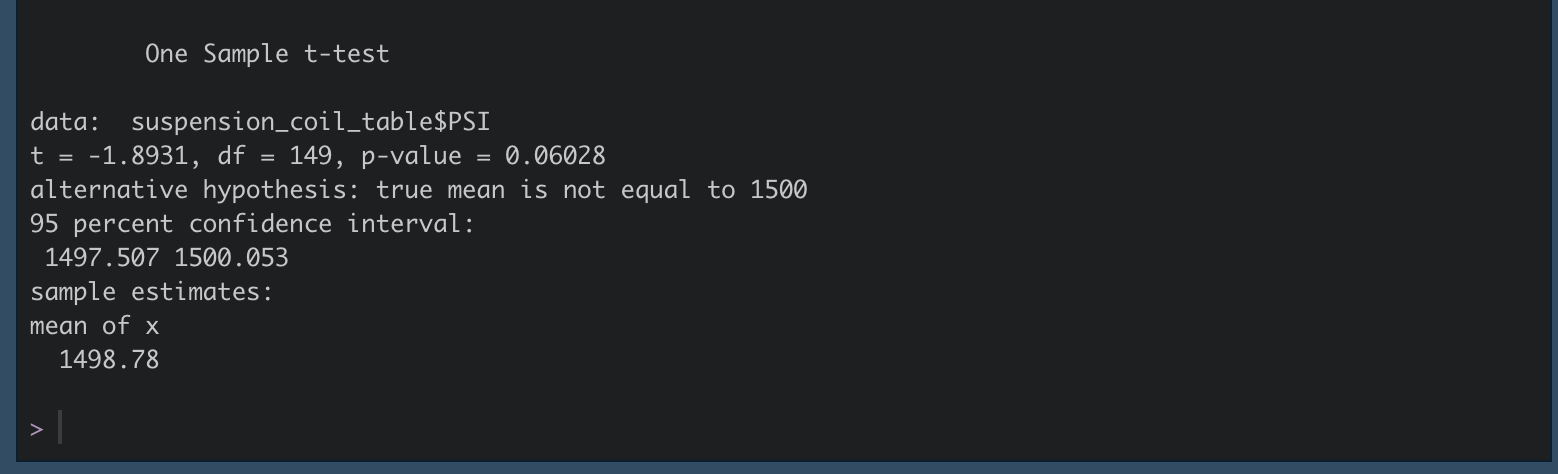 One Sample t-test
data:  suspension_coil_table$PSI
t = -1.8931, df = 149, p-value = 0.06028
alternative hypothesis: true mean is not equal to 1500
95 percent confidence interval:
 1497.507 1500.053
sample estimates:
mean of x
  1498.78
>